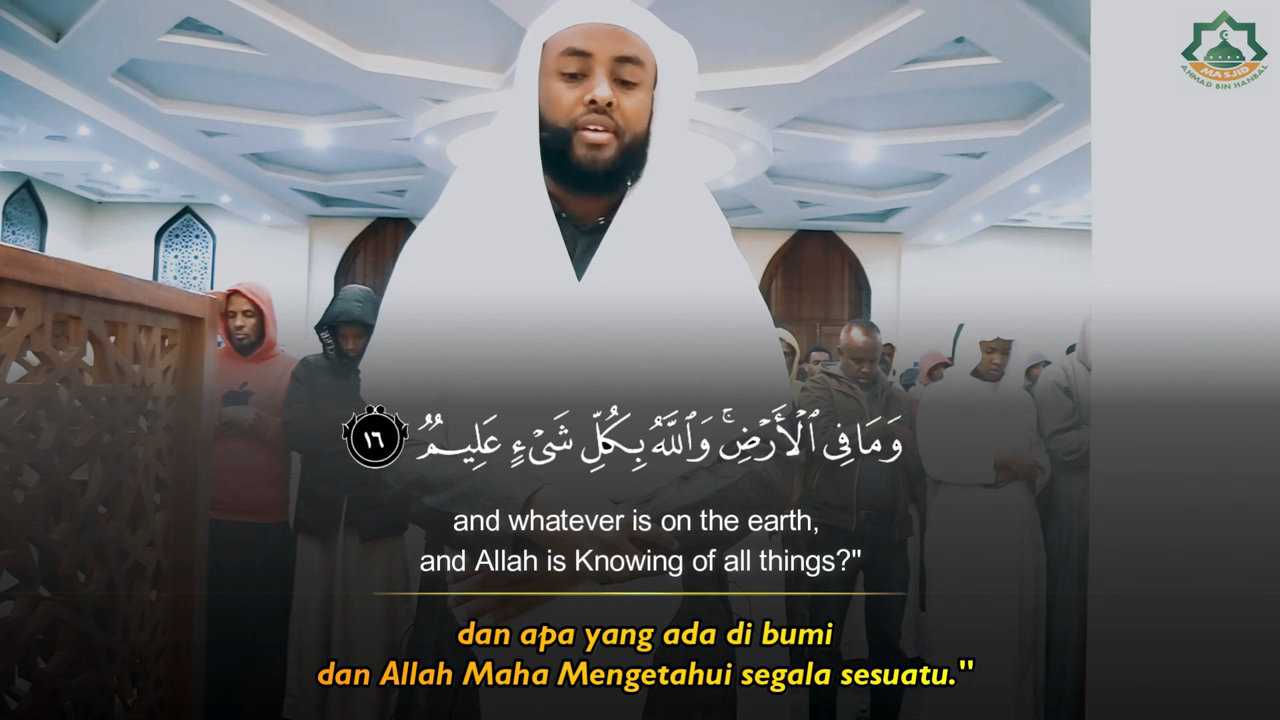 MASJID
AHMAD BIN HANBAL
وَمَا فِى ٱلْأَرْضِ ۚ وَٱللَّهُ بِكُلِّ شَىْءٍ عَلِيمٌۭ ١٦
and whatever is on the earth,
and Allah is Knowing of all things?"
dan apa yang ada di bumi
dan Allah Maha Mengetahui segala sesuatu."